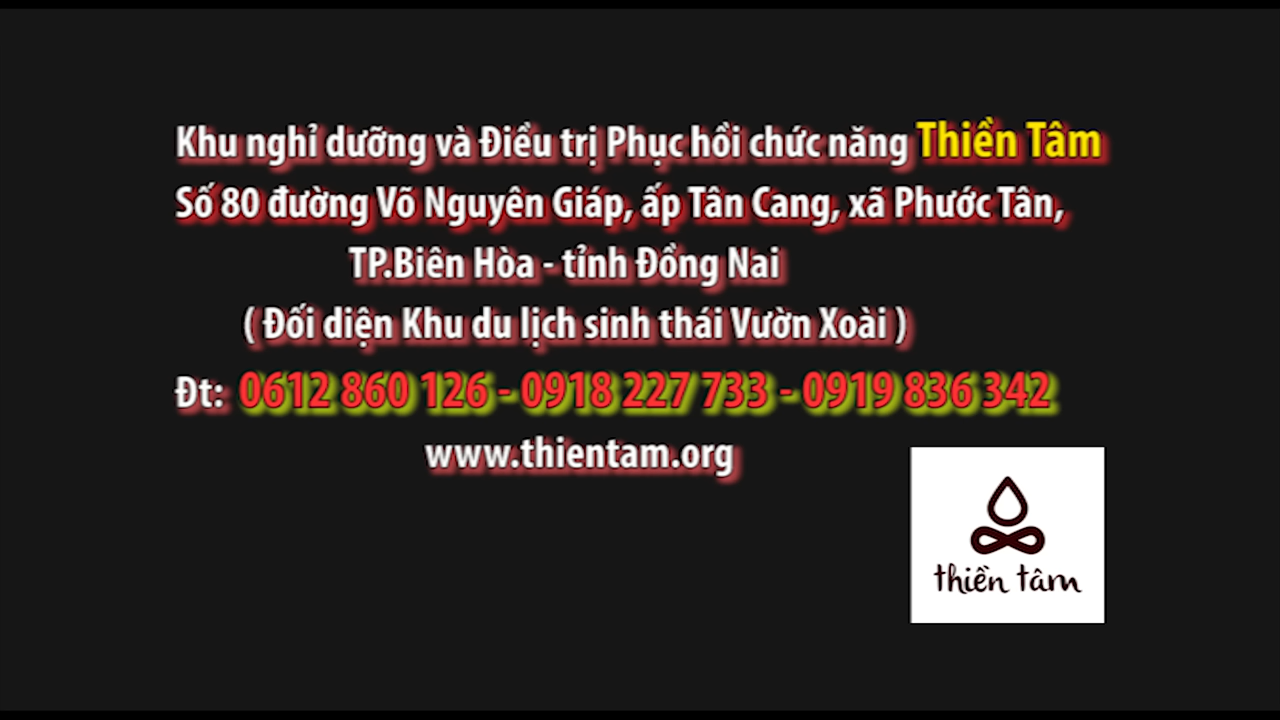 Khu nghỉ dưỡng và Điều trị Phục hồi chức năng Thiền Tâm
Số 80 đường Võ Nguyên Giáp, ấp Tân Cang, xã Phước Tân,
TP.Biên Hòa - tỉnh Đồng Nai
( Đối diện Khu du lịch sinh thái Vườn Xoài )
Đt: 0612 860 126 - 0918 227 733 - 0919 836 342
www.thientam.org
thiền tâm